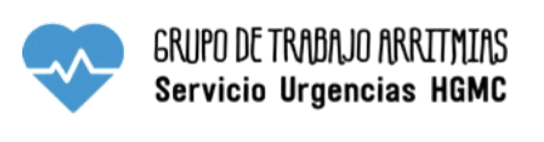 GRUPO DE TRABAJO ARRITMIAS
Servicio Urgencias HGMC